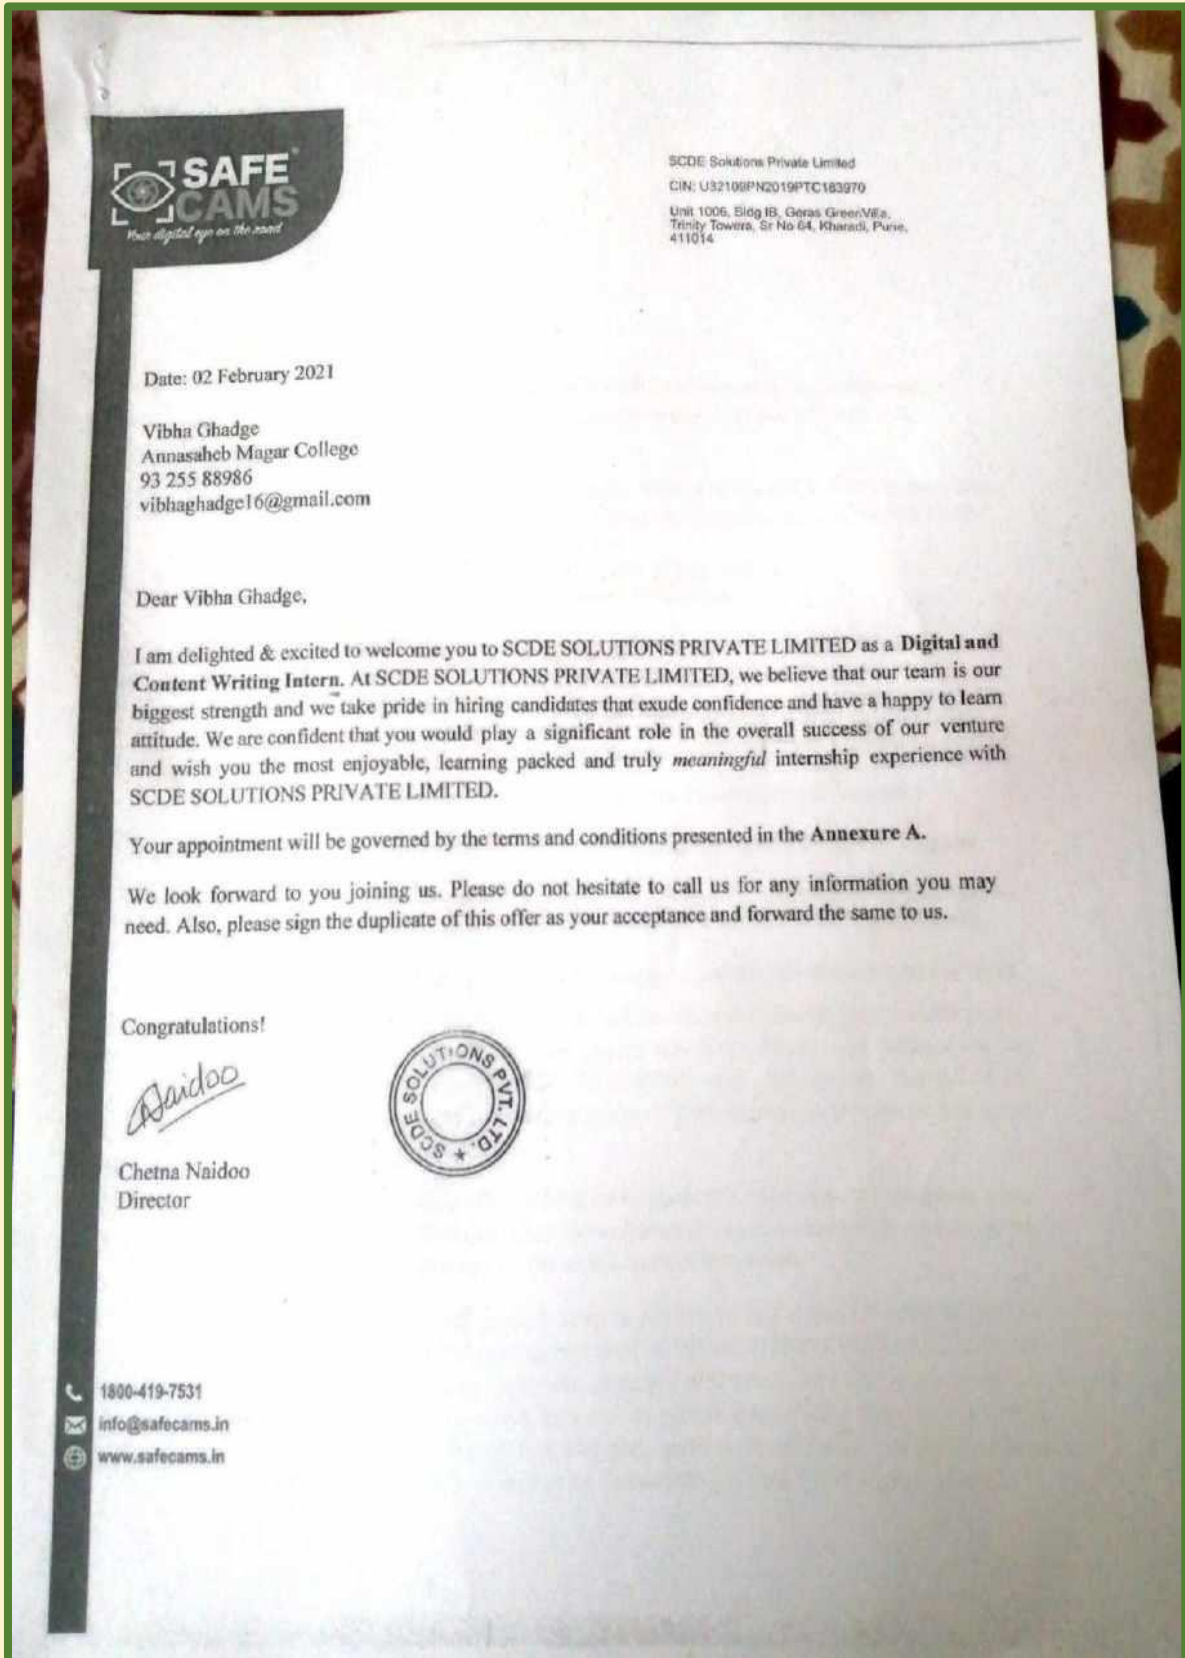 SAFE
CAMS
Your digital eye on the road
SCDE Solutions Private Limited
CIN: U32109PN2019PTC183970
Unit 1006, Bldg IB, Geras GreenVille,
Trinity Towers, Sr No 64, Kharadi, Pune,
411014
Date: 02 February 2021
Vibha Ghadge
Annasaheb Magar College
93 255 88986
vibhaghadge16@gmail.com
Dear Vibha Ghadge,
I am delighted & excited to welcome you to SCDE SOLUTIONS PRIVATE LIMITED as a Digital and
Content Writing Intern. At SCDE SOLUTIONS PRIVATE LIMITED, we believe that our team is our
biggest strength and we take pride in hiring candidates that exude confidence and have a happy to learn
attitude. We are confident that you would play a significant role in the overall success of our venture
and wish you the most enjoyable, learning packed and truly meaningful internship experience with
SCDE SOLUTIONS PRIVATE LIMITED.
Your appointment will be governed by the terms and conditions presented in the Annexure A.
We look forward to you joining us. Please do not hesitate to call us for any information you may
need. Also, please sign the duplicate of this offer as your acceptance and forward the same to us.
Congratulations!
Naidoo
SCDE SOLUTIONS PVT. LTD. *
Chetna Naidoo
Director
1800-419-7531
info@safecams.in
www.safecams.in